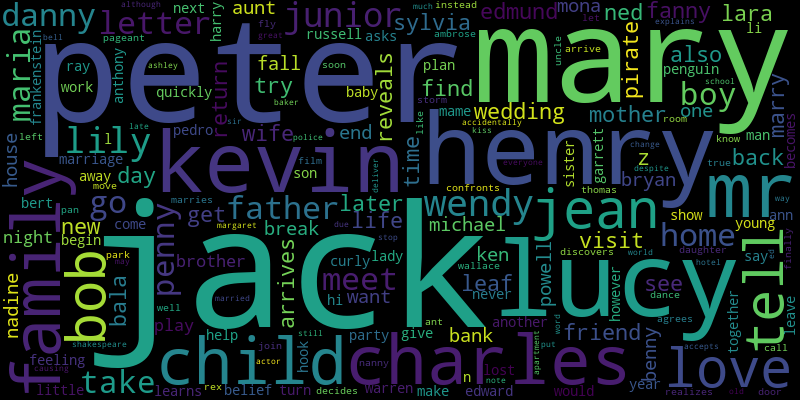 danny
letter
junior
aunt
harry
sylvia
edmund
mona
ned
fanny
lara
li
although
much
instead
next
fly
great
ambrose
let
explains
bell
pageant
russell
asks
uncle
arrive
peter
mary
maria
frankenstein
ray
work
anthony
fall
try
quickly
ashley
soon
baby
reveals
plan
find
penguin
also
pirate
boy
school
storm
mame
wedding
mother
one
man
know
becomes
true
house
left
late
l
pedro
sir
baker
police
like
accidentally
kiss
room
marry
lily
wife
end
time
henry
sister
garrett
z
back
marriage
away
day
move
kevin
film
son
deliver
everyone
confronts
change
despite
bryan
thomas
way
bert
pan
go
get
father
later
wendy
jean
show
ann
young
mr
new
begin
come
margaret
break
life
michael
visit
home
tell
finally
ed
night
park
may
penny
brother
arrives
curly
lady
ken
powell
discovers
world
daughter
say
family
bob
bala
jack
meet
wallace
leaf
lucy
see
hotel
nadine
well
married
hi
want
never
however
dance
agrees
together
leave
call
shakespeare
play
help
party
give
ant
bank
another
word
friend
benny
feeling
causing
join
still
hook
n
put
apartment
accepts
child
charles
love
take
actor
nanny
lost
note
little
learns
rex
belief
turn
decides
warren
make
edward
would
year
realizes
old
door
return
marries
due
stop